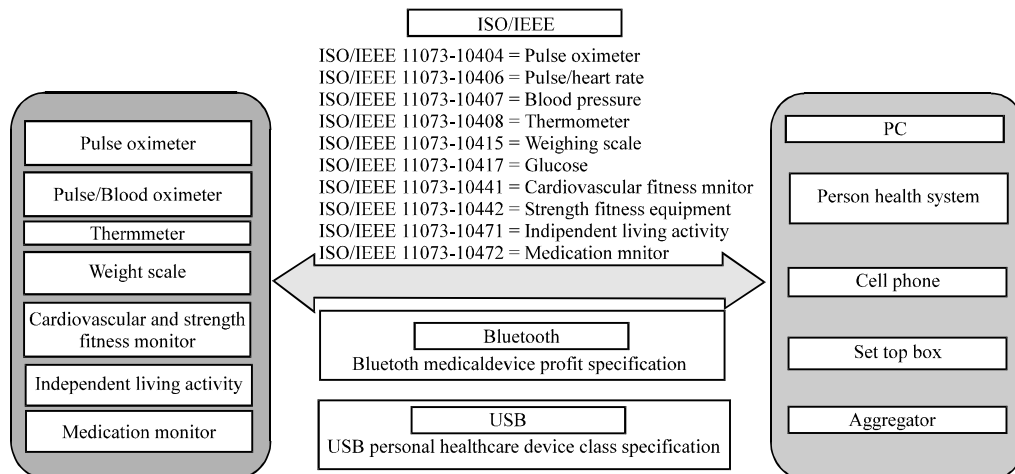 ISO/IEEE
ISO/IEEE 11073-10404 = Pulse oximeter
ISO/IEEE 11073-10406 = Pulse/heart rate
ISO/IEEE 11073-10407 = Blood pressure
ISO/IEEE 11073-10408 = Thermometer
ISO/IEEE 11073-10415 = Weighing scale
ISO/IEEE 11073-10417 = Glucose
ISO/IEEE 11073-10441 = Cardiovascular fitness mnitor
ISO/IEEE 11073-10442 = Strength fitness equipment
ISO/IEEE 11073-10471 = Indipendent living activity
ISO/IEEE 11073-10472 = Medication mnitor
Pulse oximeter
Pulse/Blood oximeter
Thermmeter
Weight scale
Cardiovascular and strength
fitness monitor
Independent living activity
Medication monitor
Bluetooth
Bluetoth medicaldevice profit specification
USB
USB personal healthcare device class specification
PC
Person health system
Cell phone
Set top box
Aggregator